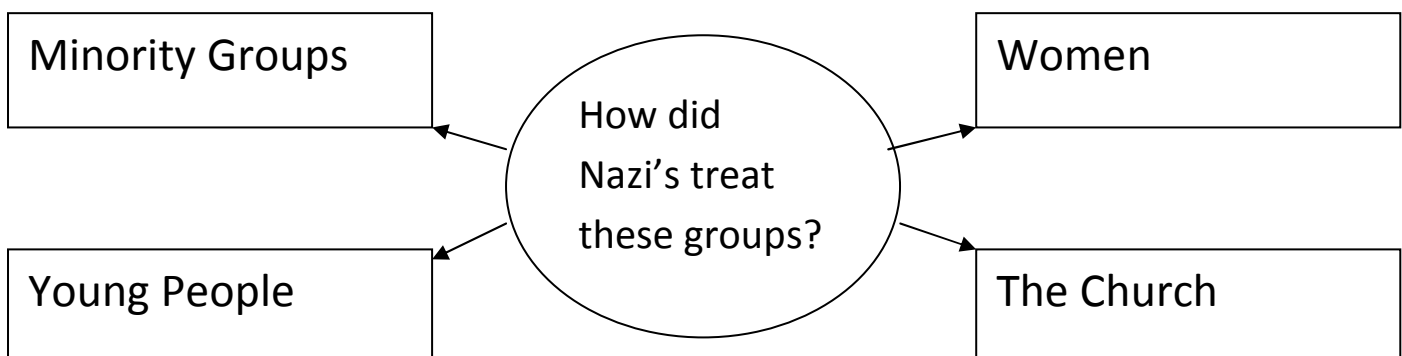 Minority Groups
Women
How did
Nazi’s treat
these groups?
Young People
The Church